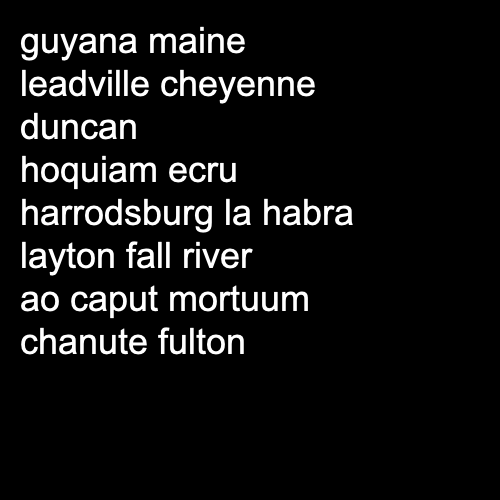 guyana maine
leadville cheyenne
duncan
hoquiam ecru
harrodsburg la habra
layton fall river
ao caput mortuum
chanute fulton